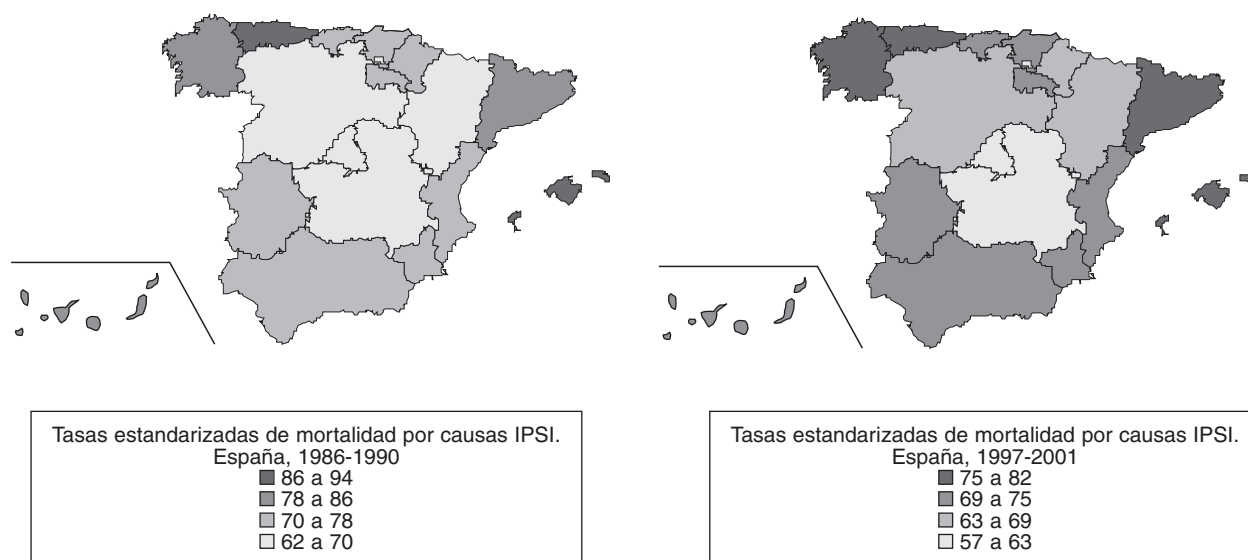 Tasas estandarizadas de mortalidad por causas IPSI.
España, 1986-1990
86 a 94
78 a 86
70 a 78
62 a 70
Tasas estandarizadas de mortalidad por causas IPSI.
España, 1997-2001
75 a 82
69 a 75
63 a 69
57 a 63